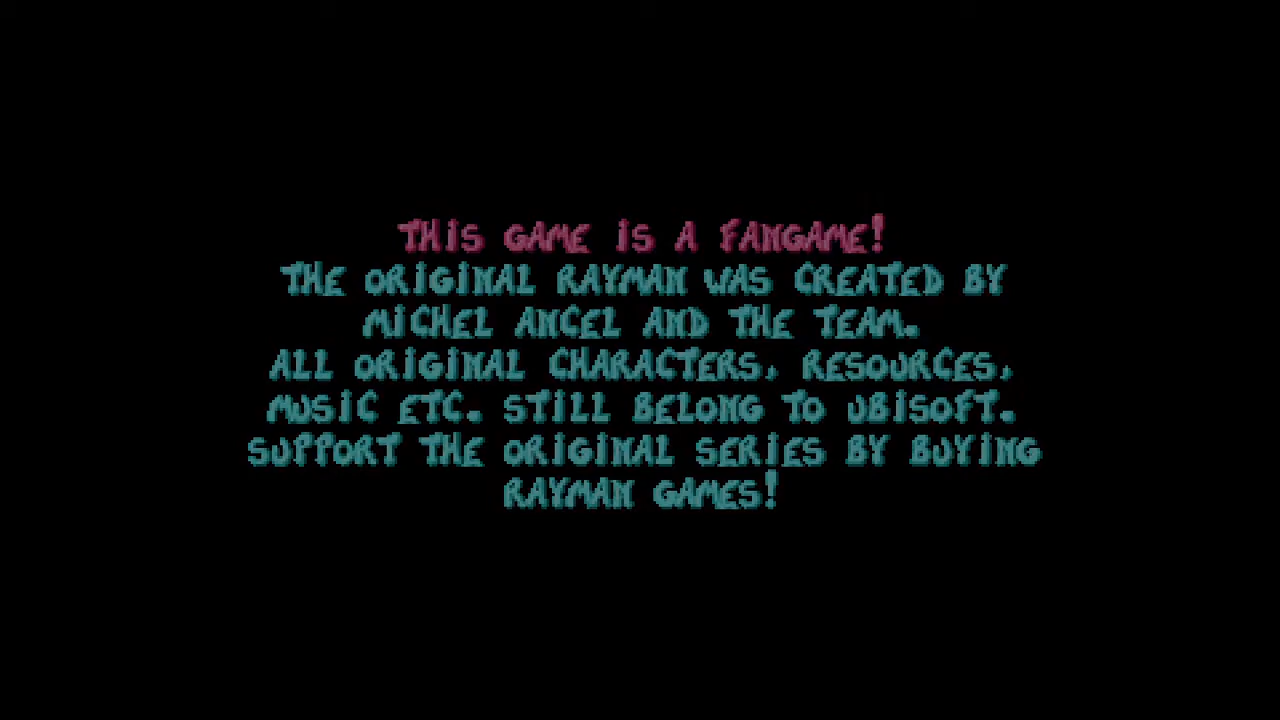 THIS GAME IS A FANGAME!
THE ORIGINAL RAYMAN WAS CREATED BY
MICHEL ANCEL AND THE TEAM.
ALL ORIGINAL CHARACTERS, RESOURCES,
MUSIC ETC. STILL BELONG TO UBISOFT.
SUPPORT THE ORIGINAL SERIES BY BUYING
RAYMAN GAMES!